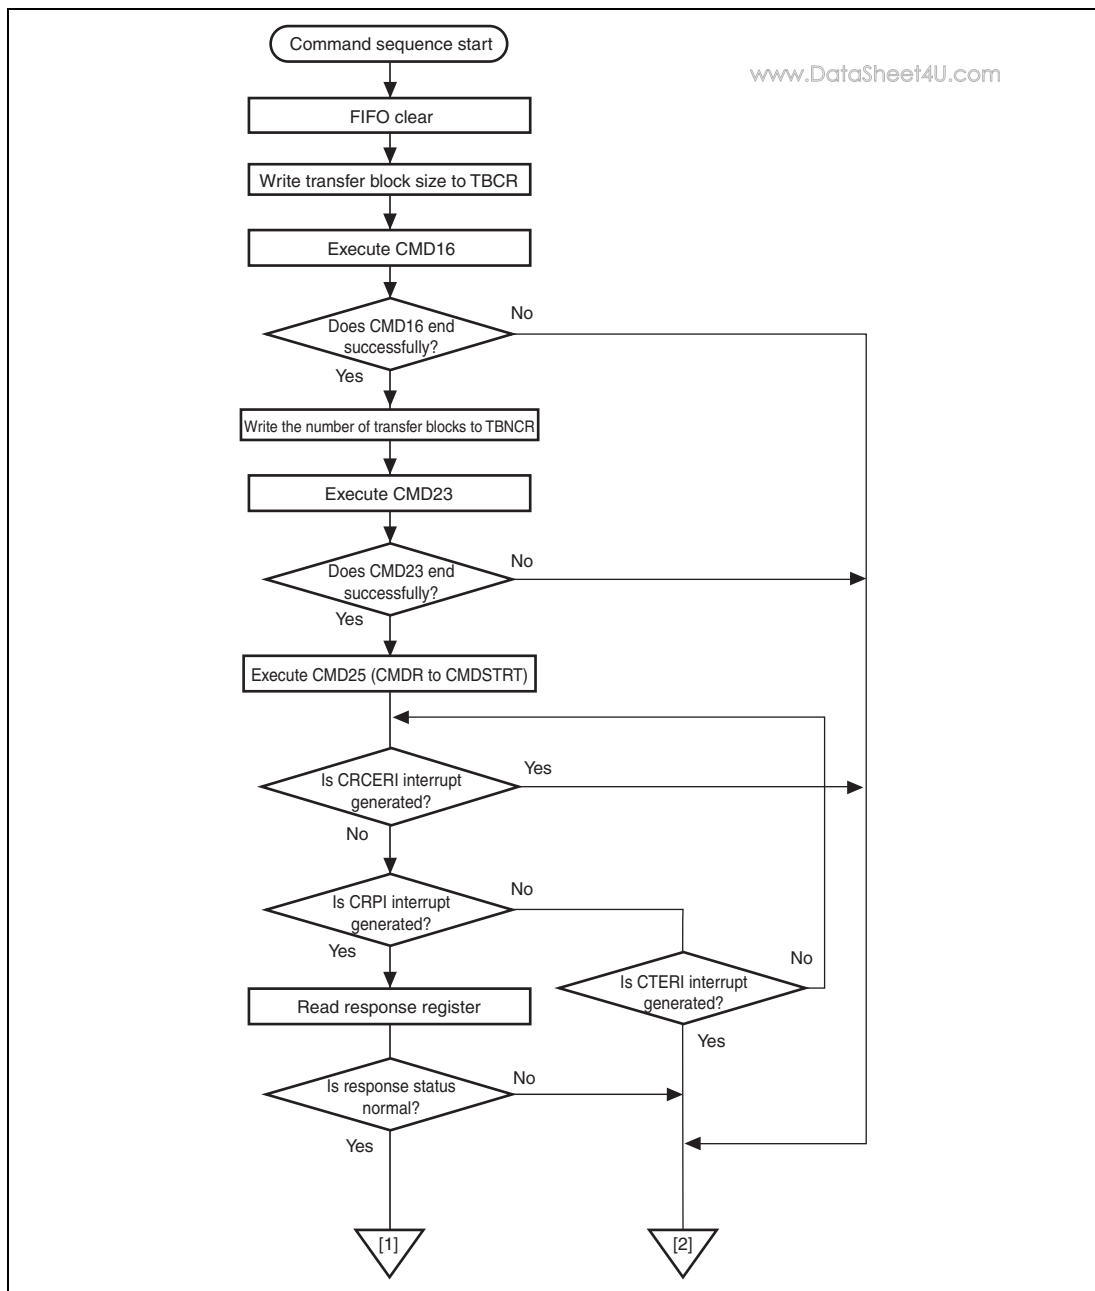 Command sequence start
www.DataSheet4U.com
FIFO clear
Write transfer block size to TBCR
Execute CMD16
Does CMD16 end
successfully?
No
Yes
Write the number of transfer blocks to TBNCR
Execute CMD23
Does CMD23 end
successfully?
No
Yes
Execute CMD25 (CMDR to CMDSTRT)
Is CRCERI interrupt
generated?
Yes
No
Is CRPI interrupt
generated?
No
Yes
Is CTERI interrupt
generated?
No
Yes
Read response register
Is response status
normal?
No
Yes
[1]
[2]